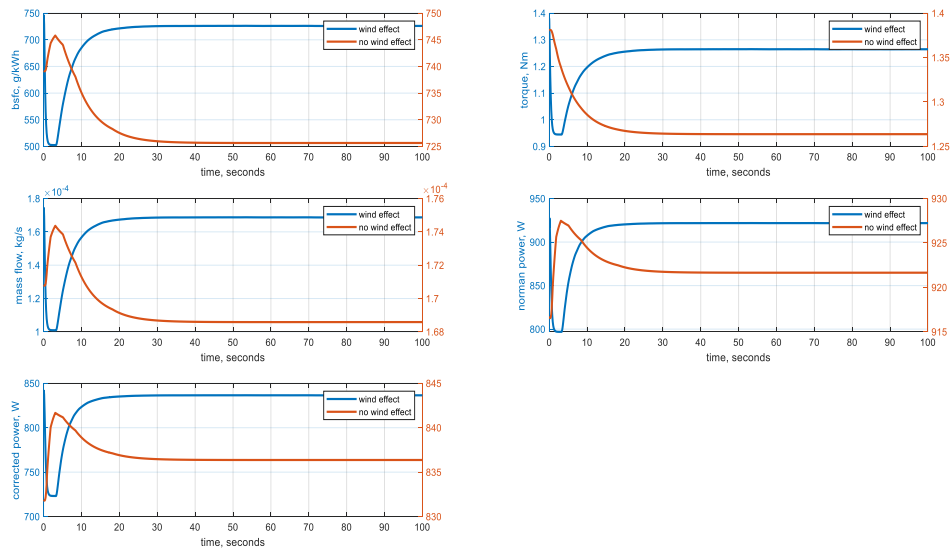 750
700
650
600
550
500
bsfc, g/kWh
750
745
740
735
730
725
wind effect
no wind effect
0 10 20 30 40 50 60 70 80 90 100
time, seconds
1.4
1.3
1.2
1.1
1
0.9
torque, Nm
1.4
1.35
1.3
1.25
wind effect
no wind effect
0 10 20 30 40 50 60 70 80 90 100
time, seconds
×10⁻⁴
1.8
1.6
1.4
1.2
1
mass flow, kg/s
×10⁻⁴
1.76
1.74
1.72
1.7
1.68
wind effect
no wind effect
0 10 20 30 40 50 60 70 80 90 100
time, seconds
950
900
850
800
norman power, W
930
925
920
915
wind effect
no wind effect
0 10 20 30 40 50 60 70 80 90 100
time, seconds
850
800
750
700
corrected power, W
845
840
835
830
wind effect
no wind effect
0 10 20 30 40 50 60 70 80 90 100
time, seconds